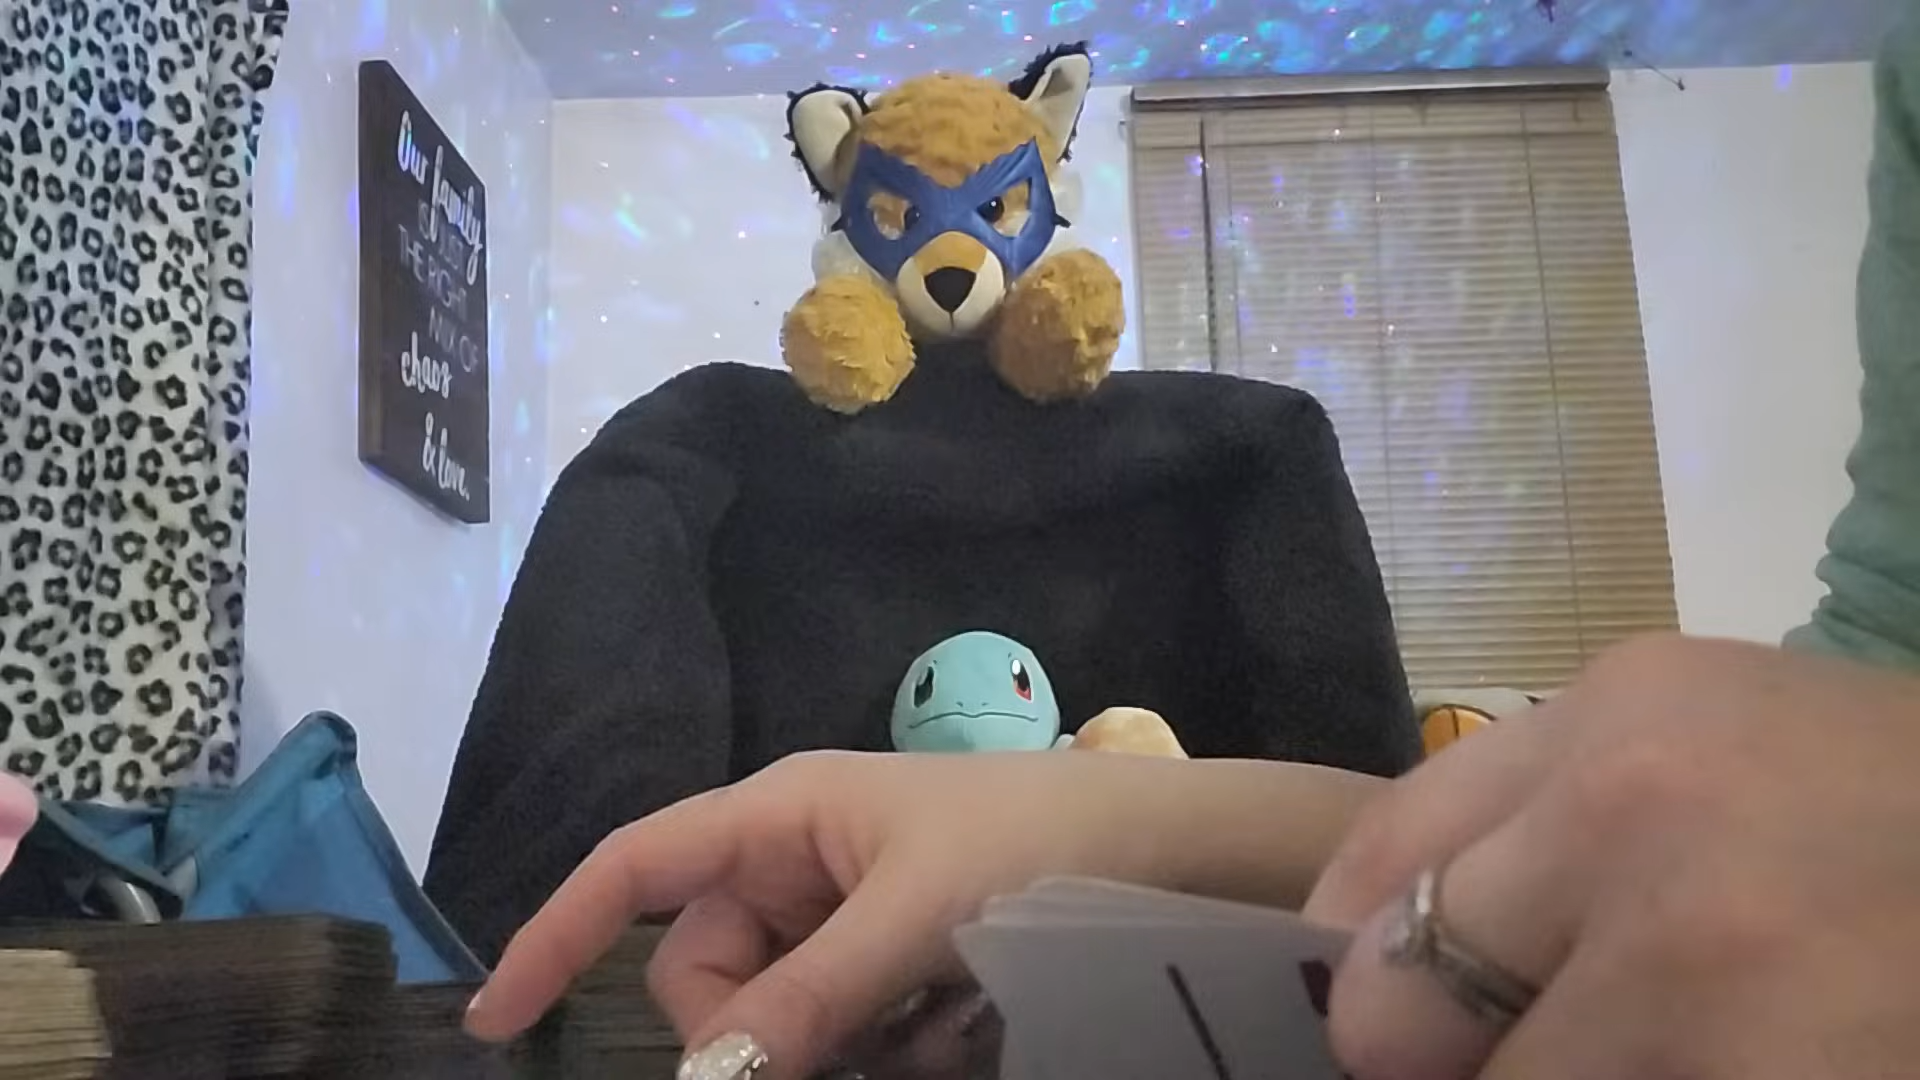 Our family
IS JUST
THE RIGHT
MIX OF
chaos
& love.